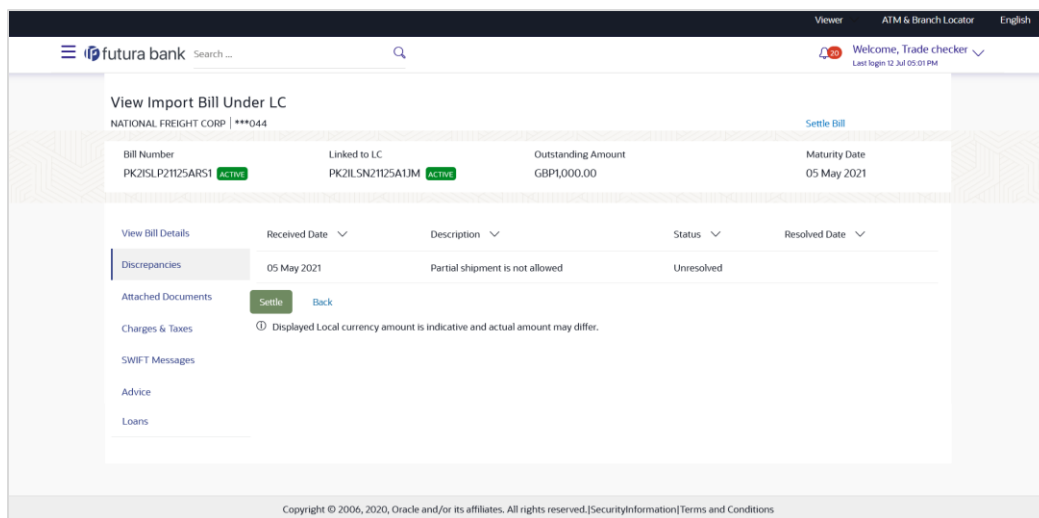 Viewer ATM & Branch Locator English
futura bank Search ... 20 Welcome, Trade checker
Last login 12 Jul 05:01 PM
View Import Bill Under LC
NATIONAL FREIGHT CORP | ***044 Settle Bill
Bill Number Linked to LC Outstanding Amount Maturity Date
PK2ISLP21125ARS1 ACTIVE PK2ILSN21125A1JM ACTIVE GBP1,000.00 05 May 2021
View Bill Details Received Date Description Status Resolved Date
Discrepancies 05 May 2021 Partial shipment is not allowed Unresolved
Attached Documents Settle Back
Charges & Taxes Displayed Local currency amount is indicative and actual amount may differ.
SWIFT Messages
Advice
Loans
Copyright © 2006, 2020, Oracle and/or its affiliates. All rights reserved.|SecurityInformation|Terms and Conditions